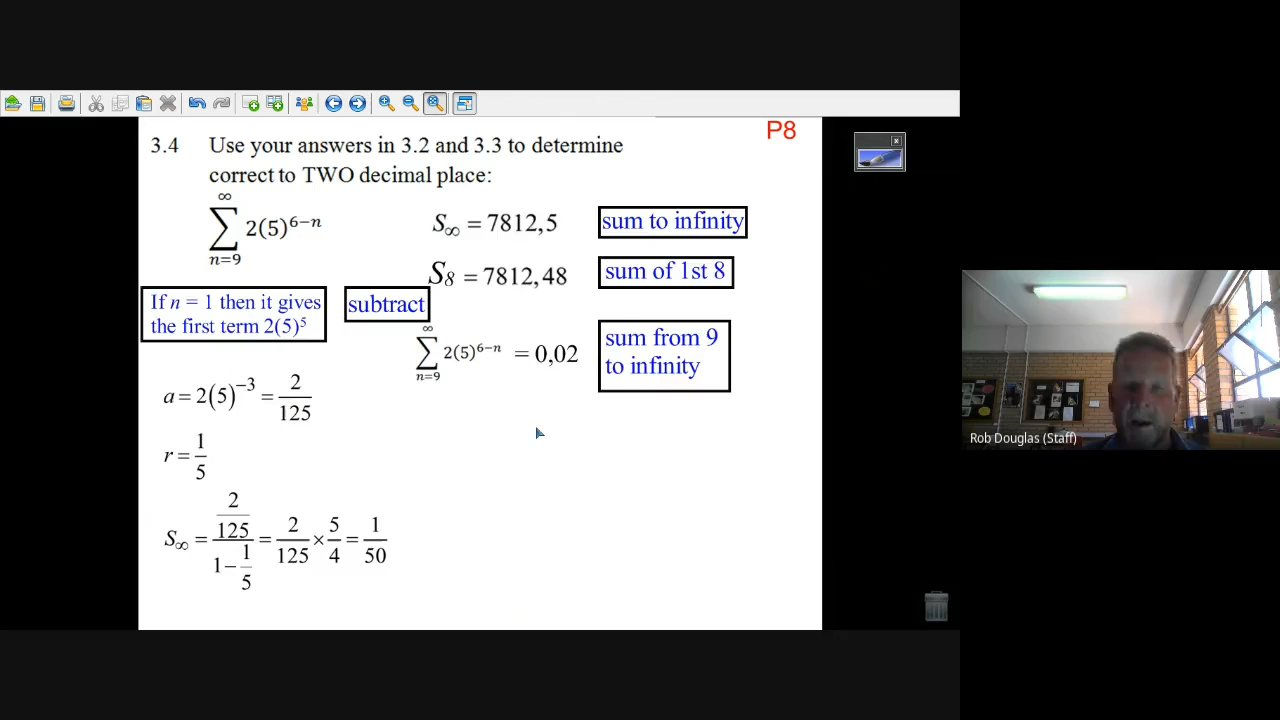 P8
3.4 Use your answers in 3.2 and 3.3 to determine
correct to TWO decimal place:
∞
∑ 2(5)⁶⁻ⁿ
n=9
S∞ = 7812,5
sum to infinity
S₈ = 7812,48
sum of 1st 8
If n = 1 then it gives
the first term 2(5)⁵
subtract
∞
∑ 2(5)⁶⁻ⁿ = 0,02
n=9
sum from 9
to infinity
a = 2(5)⁻³ = 2/125
r = 1/5
S∞ = (2/125)/(1−1/5) = 2/125 × 5/4 = 1/50
Rob Douglas (Staff)